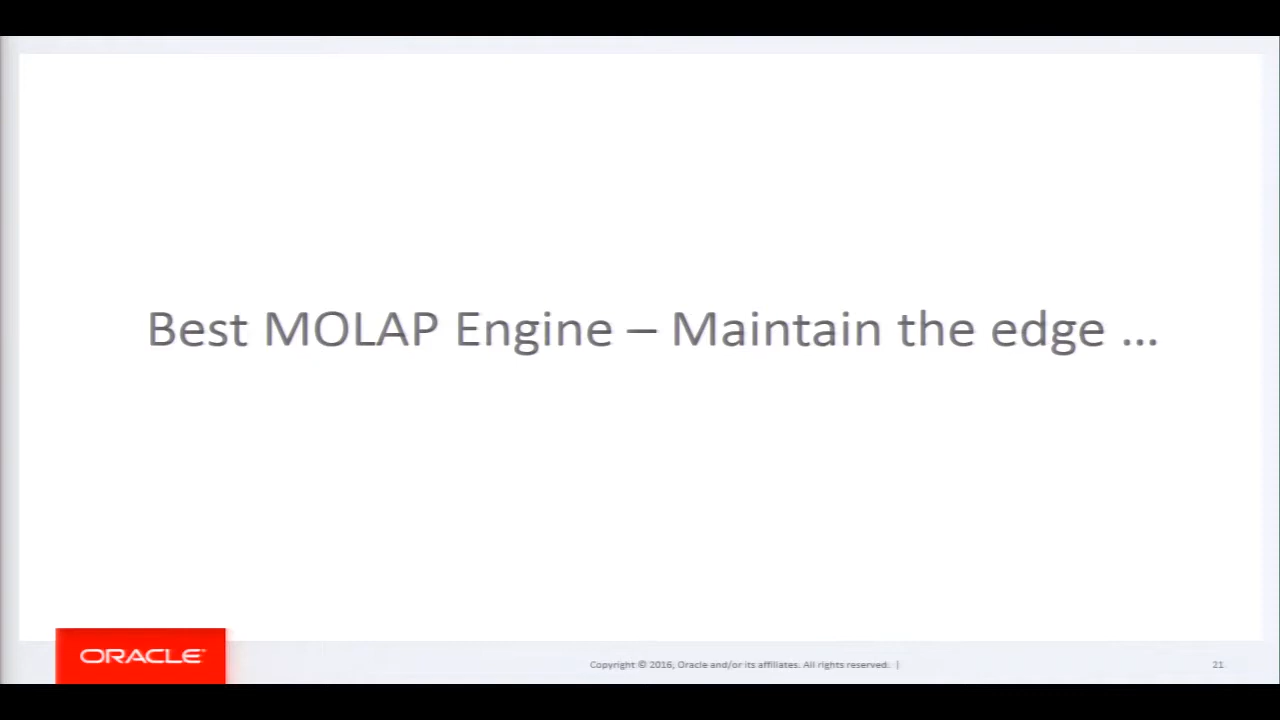 Best MOLAP Engine – Maintain the edge ...
ORACLE
Copyright © 2016, Oracle and/or its affiliates. All rights reserved. |
21